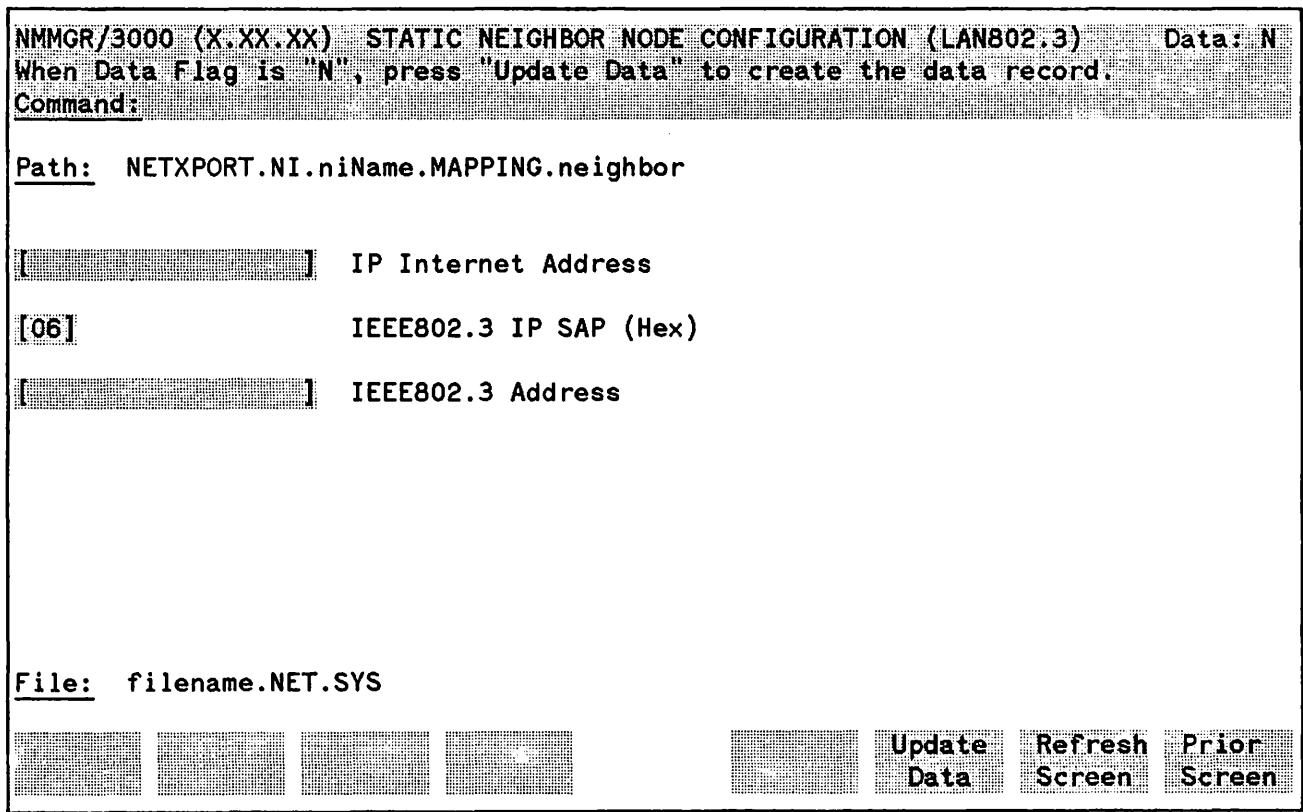 NMMGR/3000 (X.XX.XX) STATIC NEIGHBOR NODE CONFIGURATION (LAN802.3) Data: N
When Data Flag is "N", press "Update Data" to create the data record.
Command:
Path: NETXPORT.NI.niName.MAPPING.neighbor
[ ] IP Internet Address
[06] IEEE802.3 IP SAP (Hex)
[ ] IEEE802.3 Address
File: filename.NET.SYS
Update Refresh Prior
Data Screen Screen